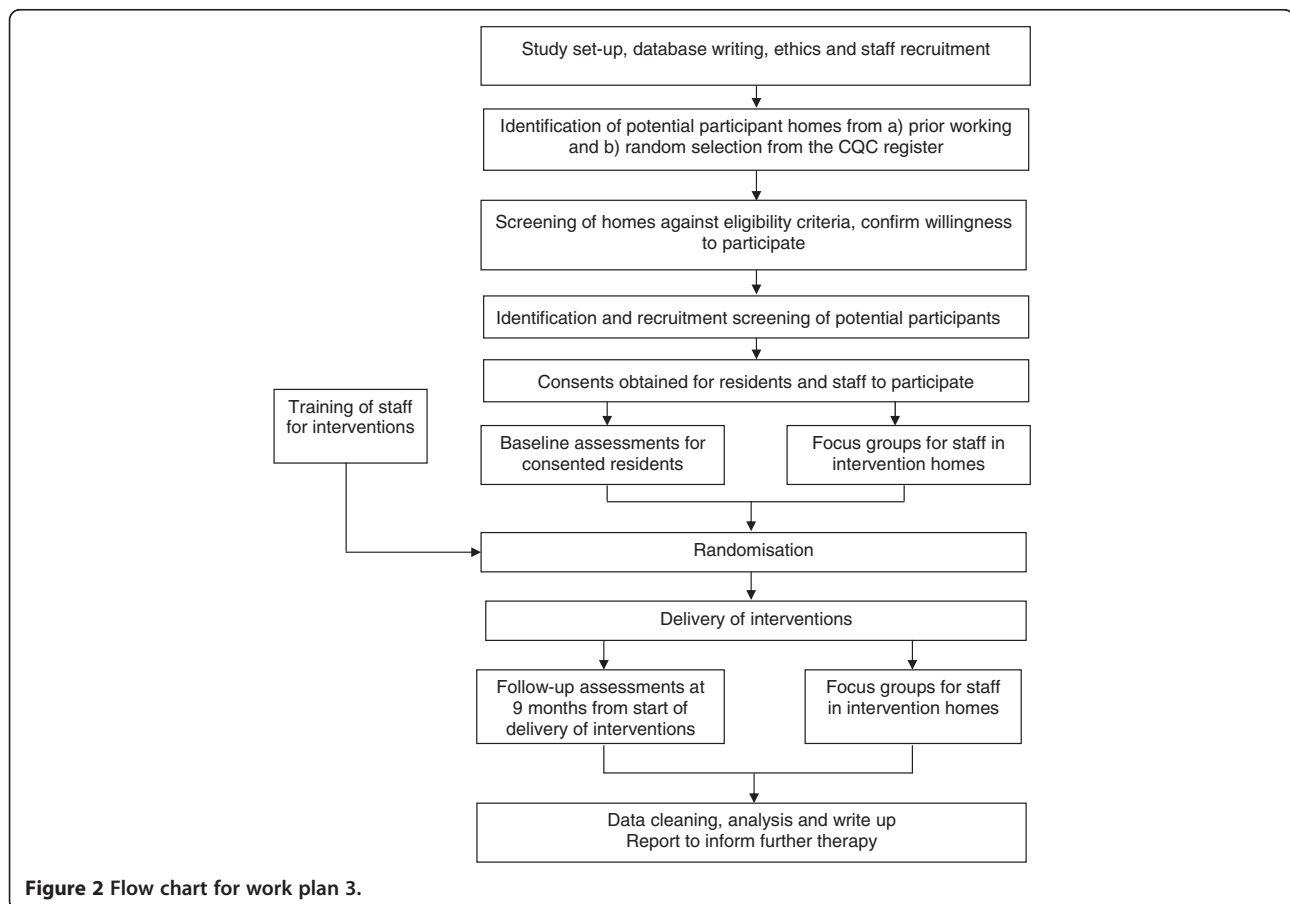 Study set-up, database writing, ethics and staff recruitment
Identification of potential participant homes from a) prior working
and b) random selection from the CQC register
Screening of homes against eligibility criteria, confirm willingness
to participate
Identification and recruitment screening of potential participants
Consents obtained for residents and staff to participate
Training of staff
for interventions
Baseline assessments for
consented residents
Focus groups for staff in
intervention homes
Randomisation
Delivery of interventions
Follow-up assessments at
9 months from start of
delivery of interventions
Focus groups for staff
in intervention homes
Data cleaning, analysis and write up
Report to inform further therapy
Figure 2 Flow chart for work plan 3.